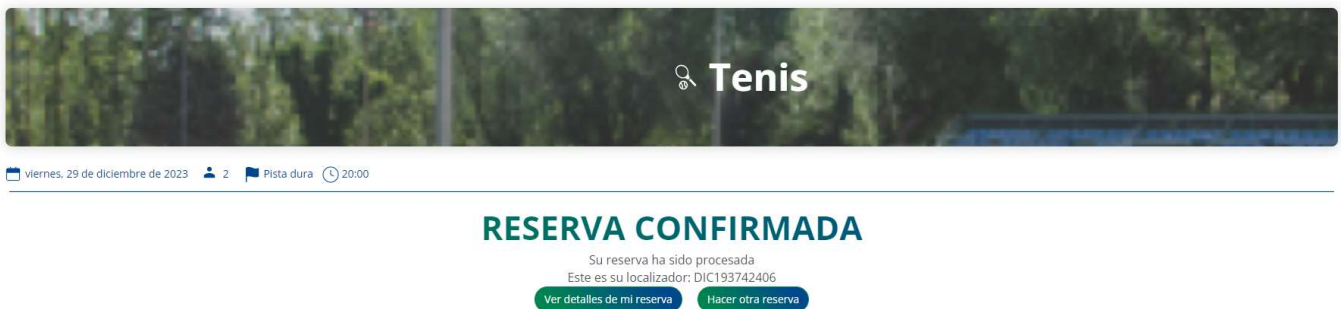 Tenis
viernes, 29 de diciembre de 2023 2 Pista dura 20:00
RESERVA CONFIRMADA
Su reserva ha sido procesada
Este es su localizador: DIC193742406
Ver detalles de mi reserva Hacer otra reserva